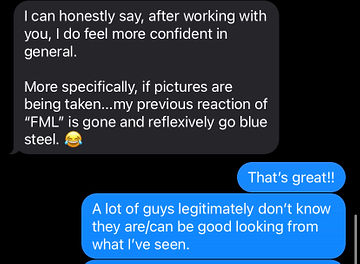 I can honestly say, after working with
you, I do feel more confident in
general.
More specifically, if pictures are
being taken...my previous reaction of
“FML” is gone and reflexively go blue
steel. 😂
That’s great!!
A lot of guys legitimately don’t know
they are/can be good looking from
what I’ve seen.